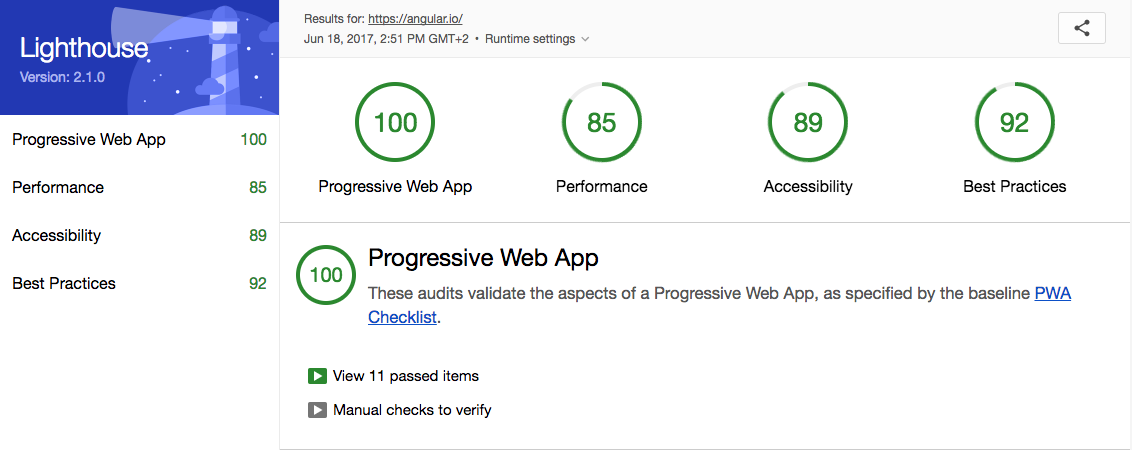 Lighthouse
Version: 2.1.0
Progressive Web App 100
Performance 85
Accessibility 89
Best Practices 92
Results for: https://angular.io/
Jun 18, 2017, 2:51 PM GMT+2 • Runtime settings
100 85 89 92
Progressive Web App Performance Accessibility Best Practices
100
Progressive Web App
These audits validate the aspects of a Progressive Web App, as specified by the baseline PWA
Checklist.
View 11 passed items
Manual checks to verify